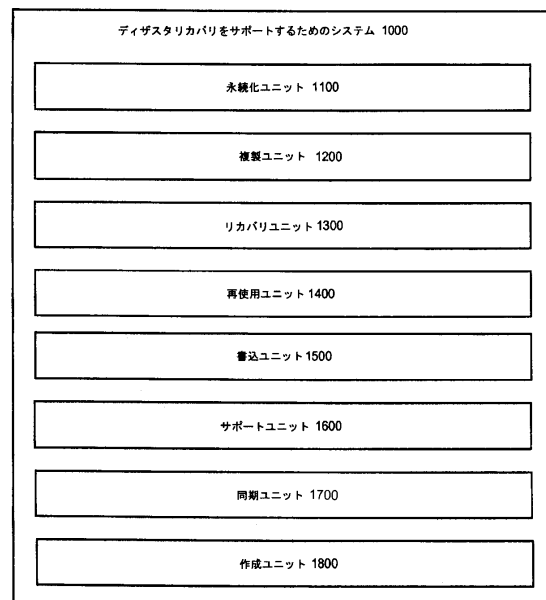 ディザスタリカバリをサポートするためのシステム 1000
永続化ユニット 1100
複製ユニット 1200
リカバリユニット 1300
再使用ユニット 1400
書込ユニット 1500
サポートユニット 1600
同期ユニット 1700
作成ユニット 1800